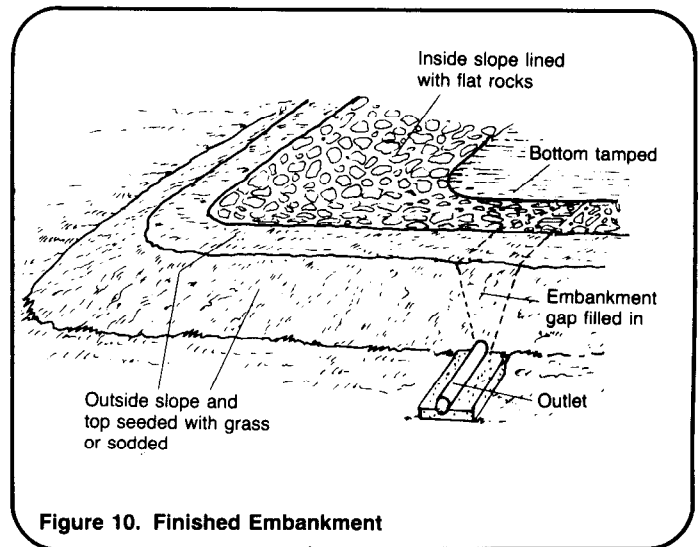 Inside slope lined
with flat rocks
Bottom tamped
Embankment
gap filled in
Outlet
Outside slope and
top seeded with grass
or sodded
Figure 10. Finished Embankment